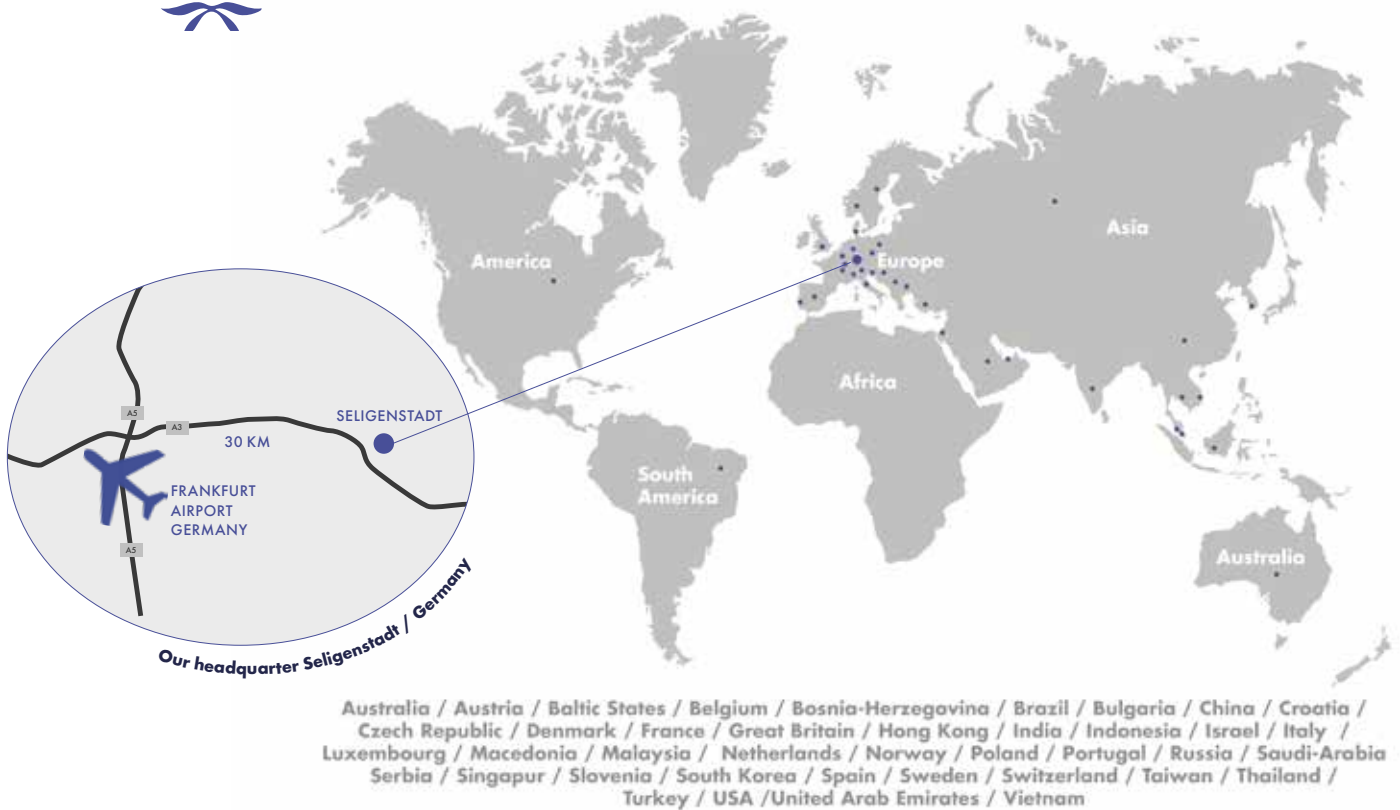 America
Europe
Asia
Africa
South
America
Australia
SELIGENSTADT
A5
A3
30 KM
FRANKFURT
AIRPORT
GERMANY
A5
Our headquarter Seligenstadt / Germany
Australia / Austria / Baltic States / Belgium / Bosnia-Herzegovina / Brazil / Bulgaria / China / Croatia /
Czech Republic / Denmark / France / Great Britain / Hong Kong / India / Indonesia / Israel / Italy /
Luxembourg / Macedonia / Malaysia / Netherlands / Norway / Poland / Portugal / Russia / Saudi-Arabia
Serbia / Singapur / Slovenia / South Korea / Spain / Sweden / Switzerland / Taiwan / Thailand /
Turkey / USA /United Arab Emirates / Vietnam